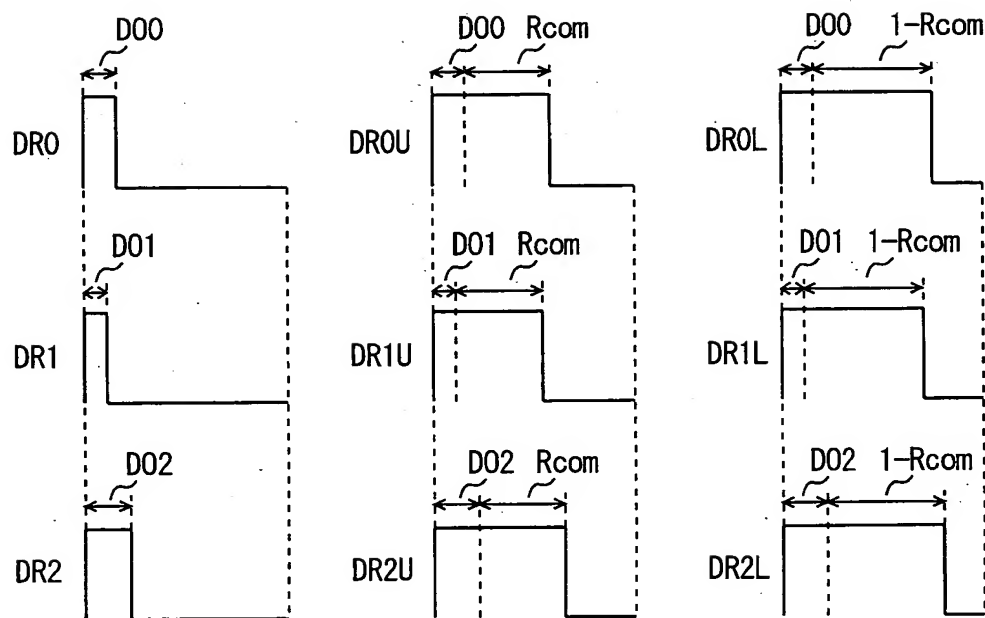 D00 D00 Rcom D00 1-Rcom
DR0 DR0U DR0L
D01 D01 Rcom D01 1-Rcom
DR1 DR1U DR1L
D02 D02 Rcom D02 1-Rcom
DR2 DR2U DR2L